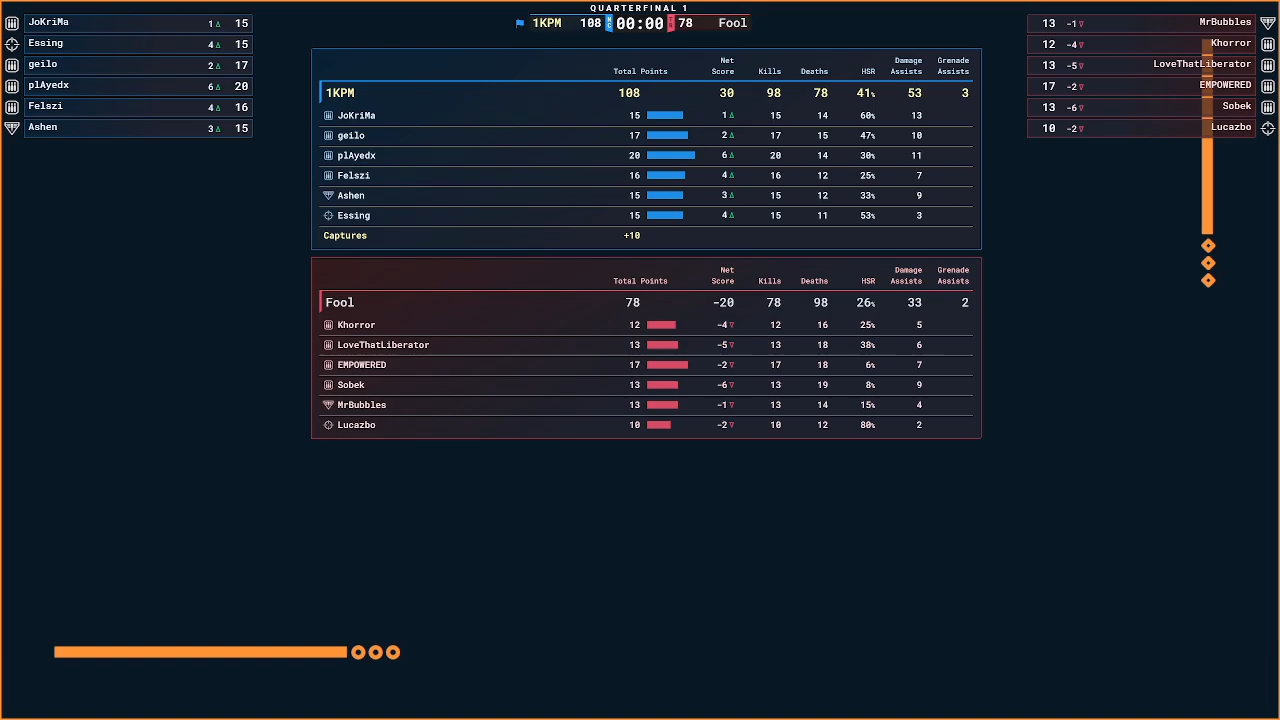 QUARTERFINAL 1
1KPM 108 NC 00:00 78 Fool
JoKriMa 1 15
Essing 4 15
geilo 2 17
plAyedx 6 20
Felszi 4 16
Ashen 3 15
13 -1 MrBubbles
12 -4 Khorror
13 -5 LoveThatLiberator
17 -2 EMPOWERED
13 -6 Sobek
10 -2 Lucazbo
Total Points Net Score Kills Deaths HSR Damage Assists Grenade Assists
1KPM 108 30 98 78 41% 53 3
JoKriMa 15 1 15 14 60% 13
geilo 17 2 17 15 47% 10
plAyedx 20 6 20 14 30% 11
Felszi 16 4 16 12 25% 7
Ashen 15 3 15 12 33% 9
Essing 15 4 15 11 53% 3
Captures +10
Total Points Net Score Kills Deaths HSR Damage Assists Grenade Assists
Fool 78 -20 78 98 26% 33 2
Khorror 12 -4 12 16 25% 5
LoveThatLiberator 13 -5 13 18 38% 6
EMPOWERED 17 -2 17 18 6% 7
Sobek 13 -6 13 19 8% 9
MrBubbles 13 -1 13 14 15% 4
Lucazbo 10 -2 10 12 80% 2